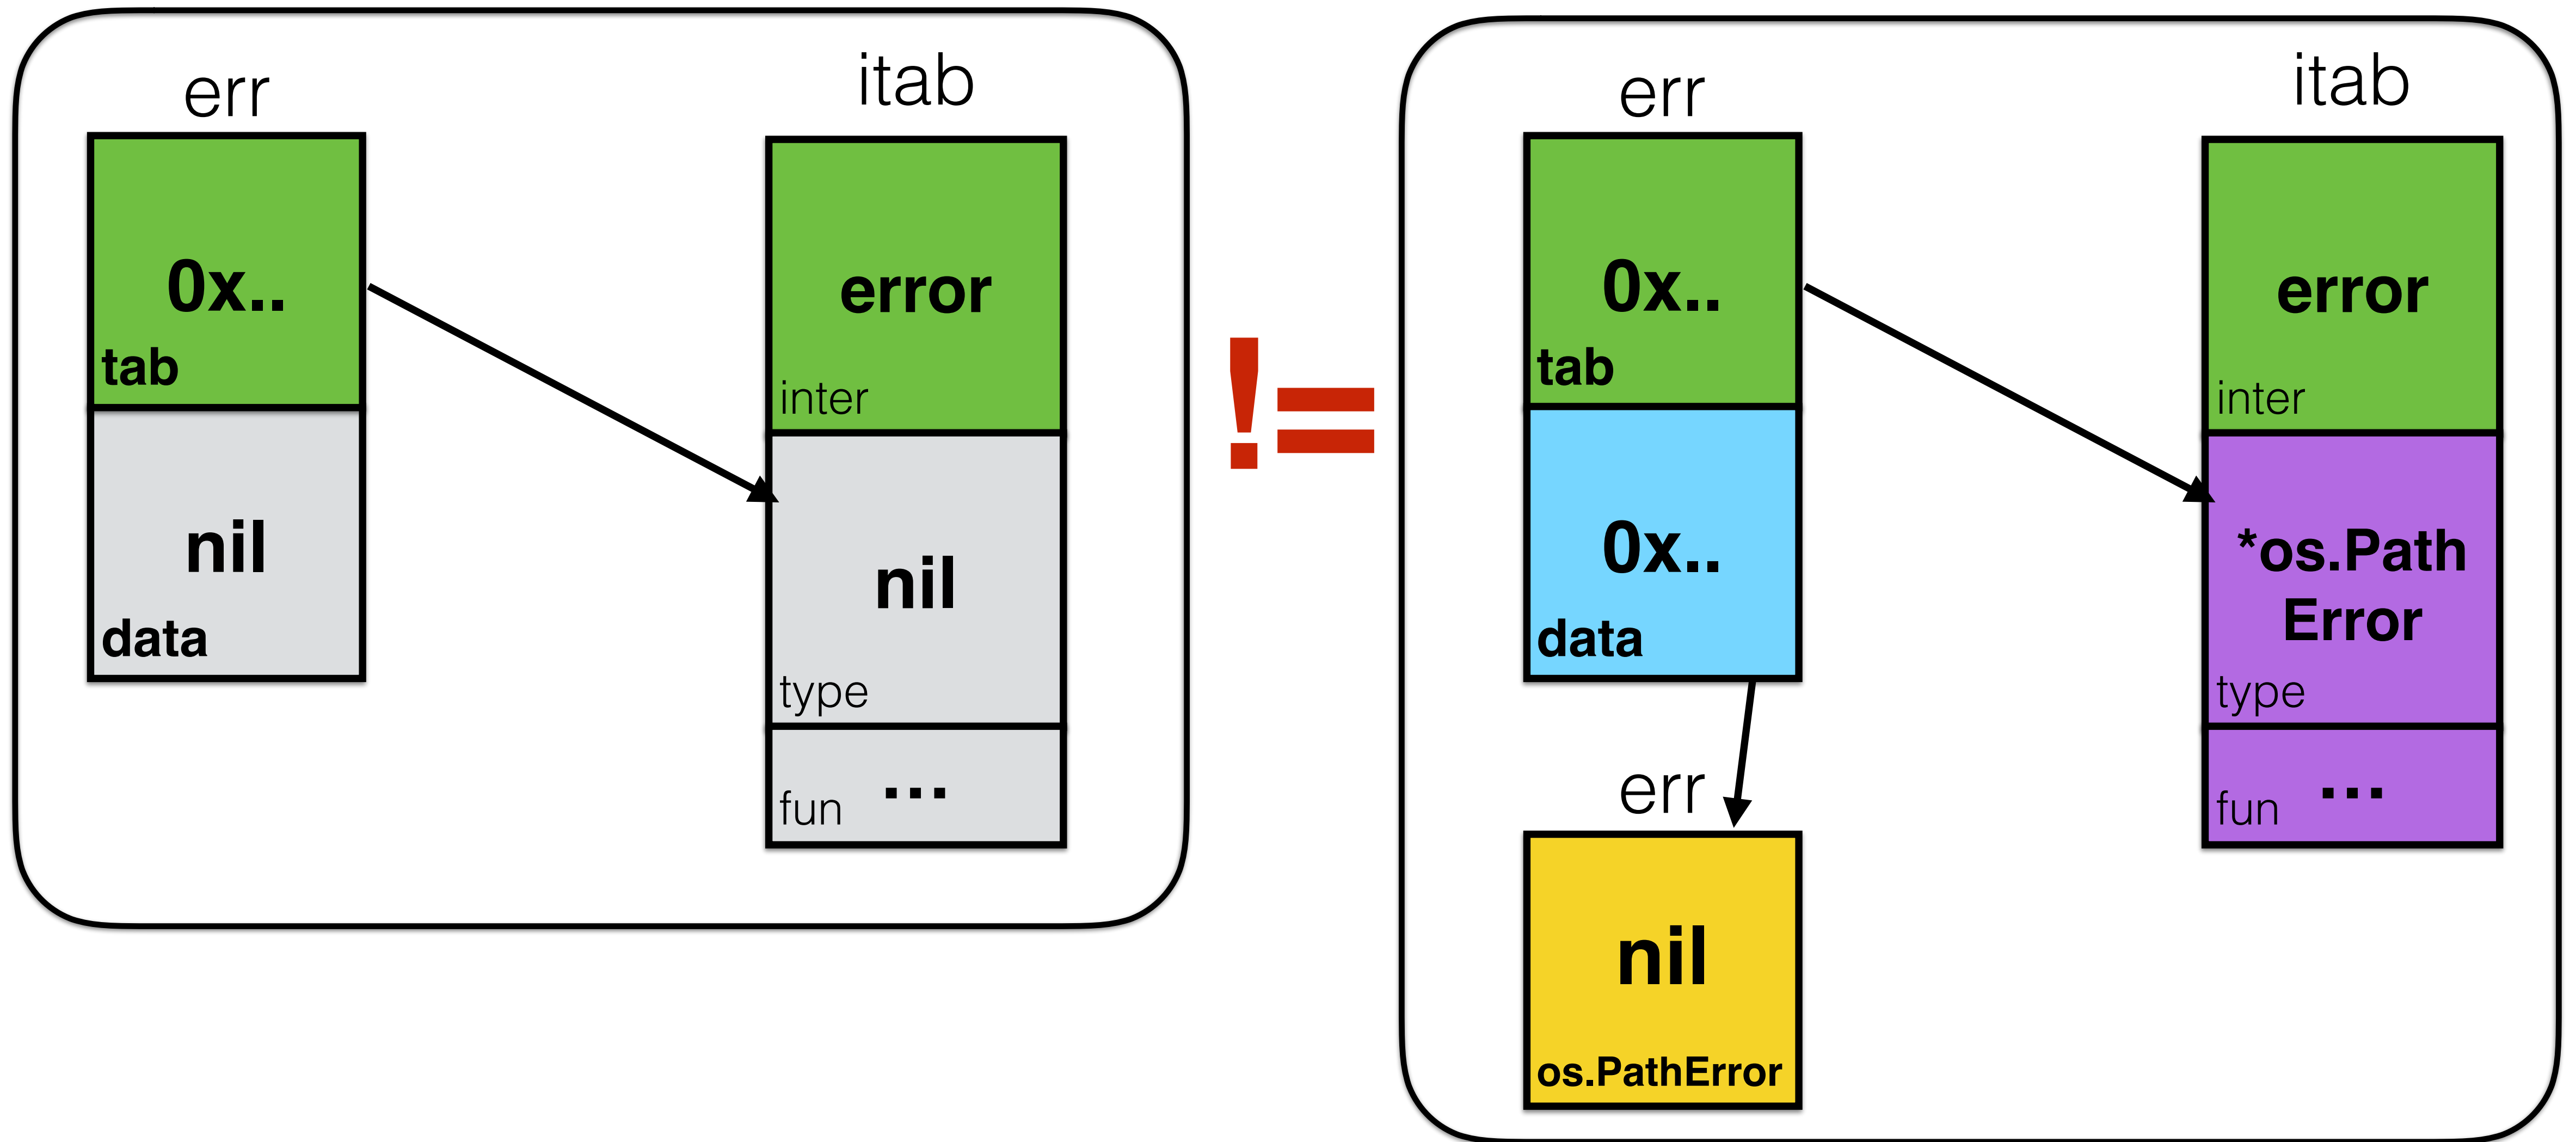 err
0x..
tab
nil
data
itab
error
inter
nil
type
...
fun
!=
err
0x..
tab
0x..
data
err
nil
os.PathError
itab
error
inter
*os.Path
Error
type
...
fun